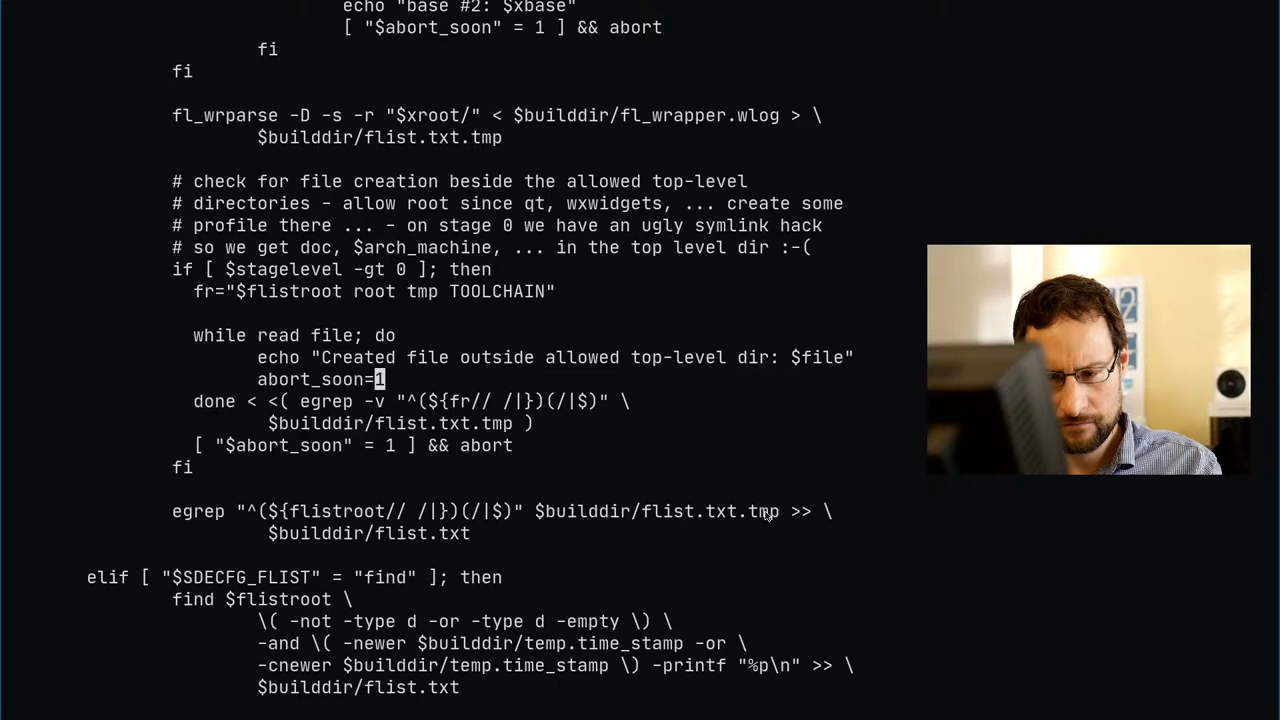 echo "base #2: $xbase"
[ "$abort_soon" = 1 ] && abort
fi
fi
fl_wrparse -D -s -r "$xroot/" < $builddir/fl_wrapper.wlog > \
$builddir/flist.txt.tmp
# check for file creation beside the allowed top-level
# directories - allow root since qt, wxwidgets, ... create some
# profile there ... - on stage 0 we have an ugly symlink hack
# so we get doc, $arch_machine, ... in the top level dir :-(
if [ $stagelevel -gt 0 ]; then
fr="$flistroot root tmp TOOLCHAIN"
while read file; do
echo "Created file outside allowed top-level dir: $file"
abort_soon=1
done < <( egrep -v "^(${fr// /|})(/|$)" \
$builddir/flist.txt.tmp )
[ "$abort_soon" = 1 ] && abort
fi
egrep "^(${flistroot// /|})(/|$)" $builddir/flist.txt.tmp >> \
$builddir/flist.txt
elif [ "$SDECFG_FLIST" = "find" ]; then
find $flistroot \
\( -not -type d -or -type d -empty \) \
-and \( -newer $builddir/temp.time_stamp -or \
-cnewer $builddir/temp.time_stamp \) -printf "%p\n" >> \
$builddir/flist.txt